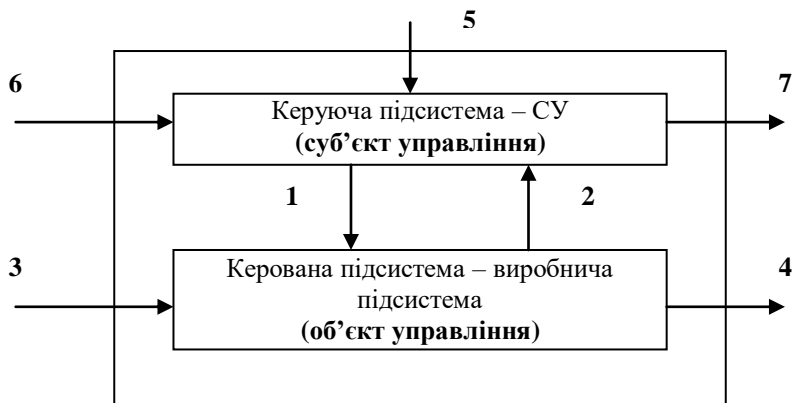 5
6
7
Керуюча підсистема – СУ
(суб’єкт управління)
1
2
3
4
Керована підсистема – виробнича
підсистема
(об’єкт управління)